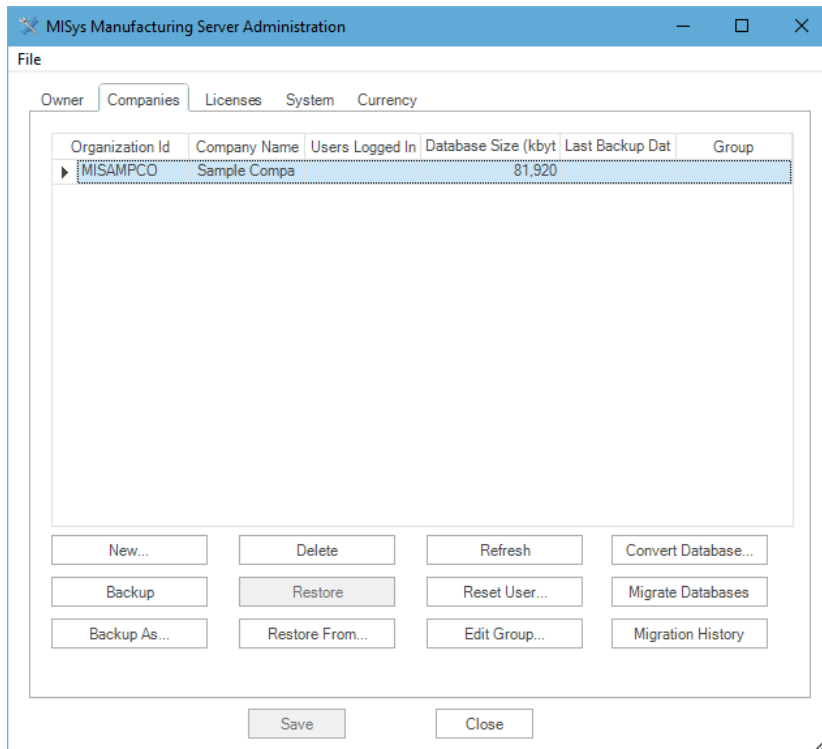 MISys Manufacturing Server Administration
File
Owner Companies Licenses System Currency
Organization Id Company Name Users Logged In Database Size (kbyt Last Backup Dat Group
MISAMPCO Sample Compa 81,920
New... Delete Refresh Convert Database...
Backup Restore Reset User... Migrate Databases
Backup As... Restore From... Edit Group... Migration History
Save Close